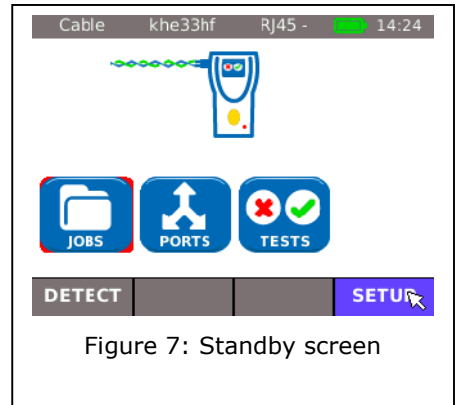 Cable khe33hf RJ45 - 14:24
JOBS PORTS TESTS
DETECT SETUP
Figure 7: Standby screen